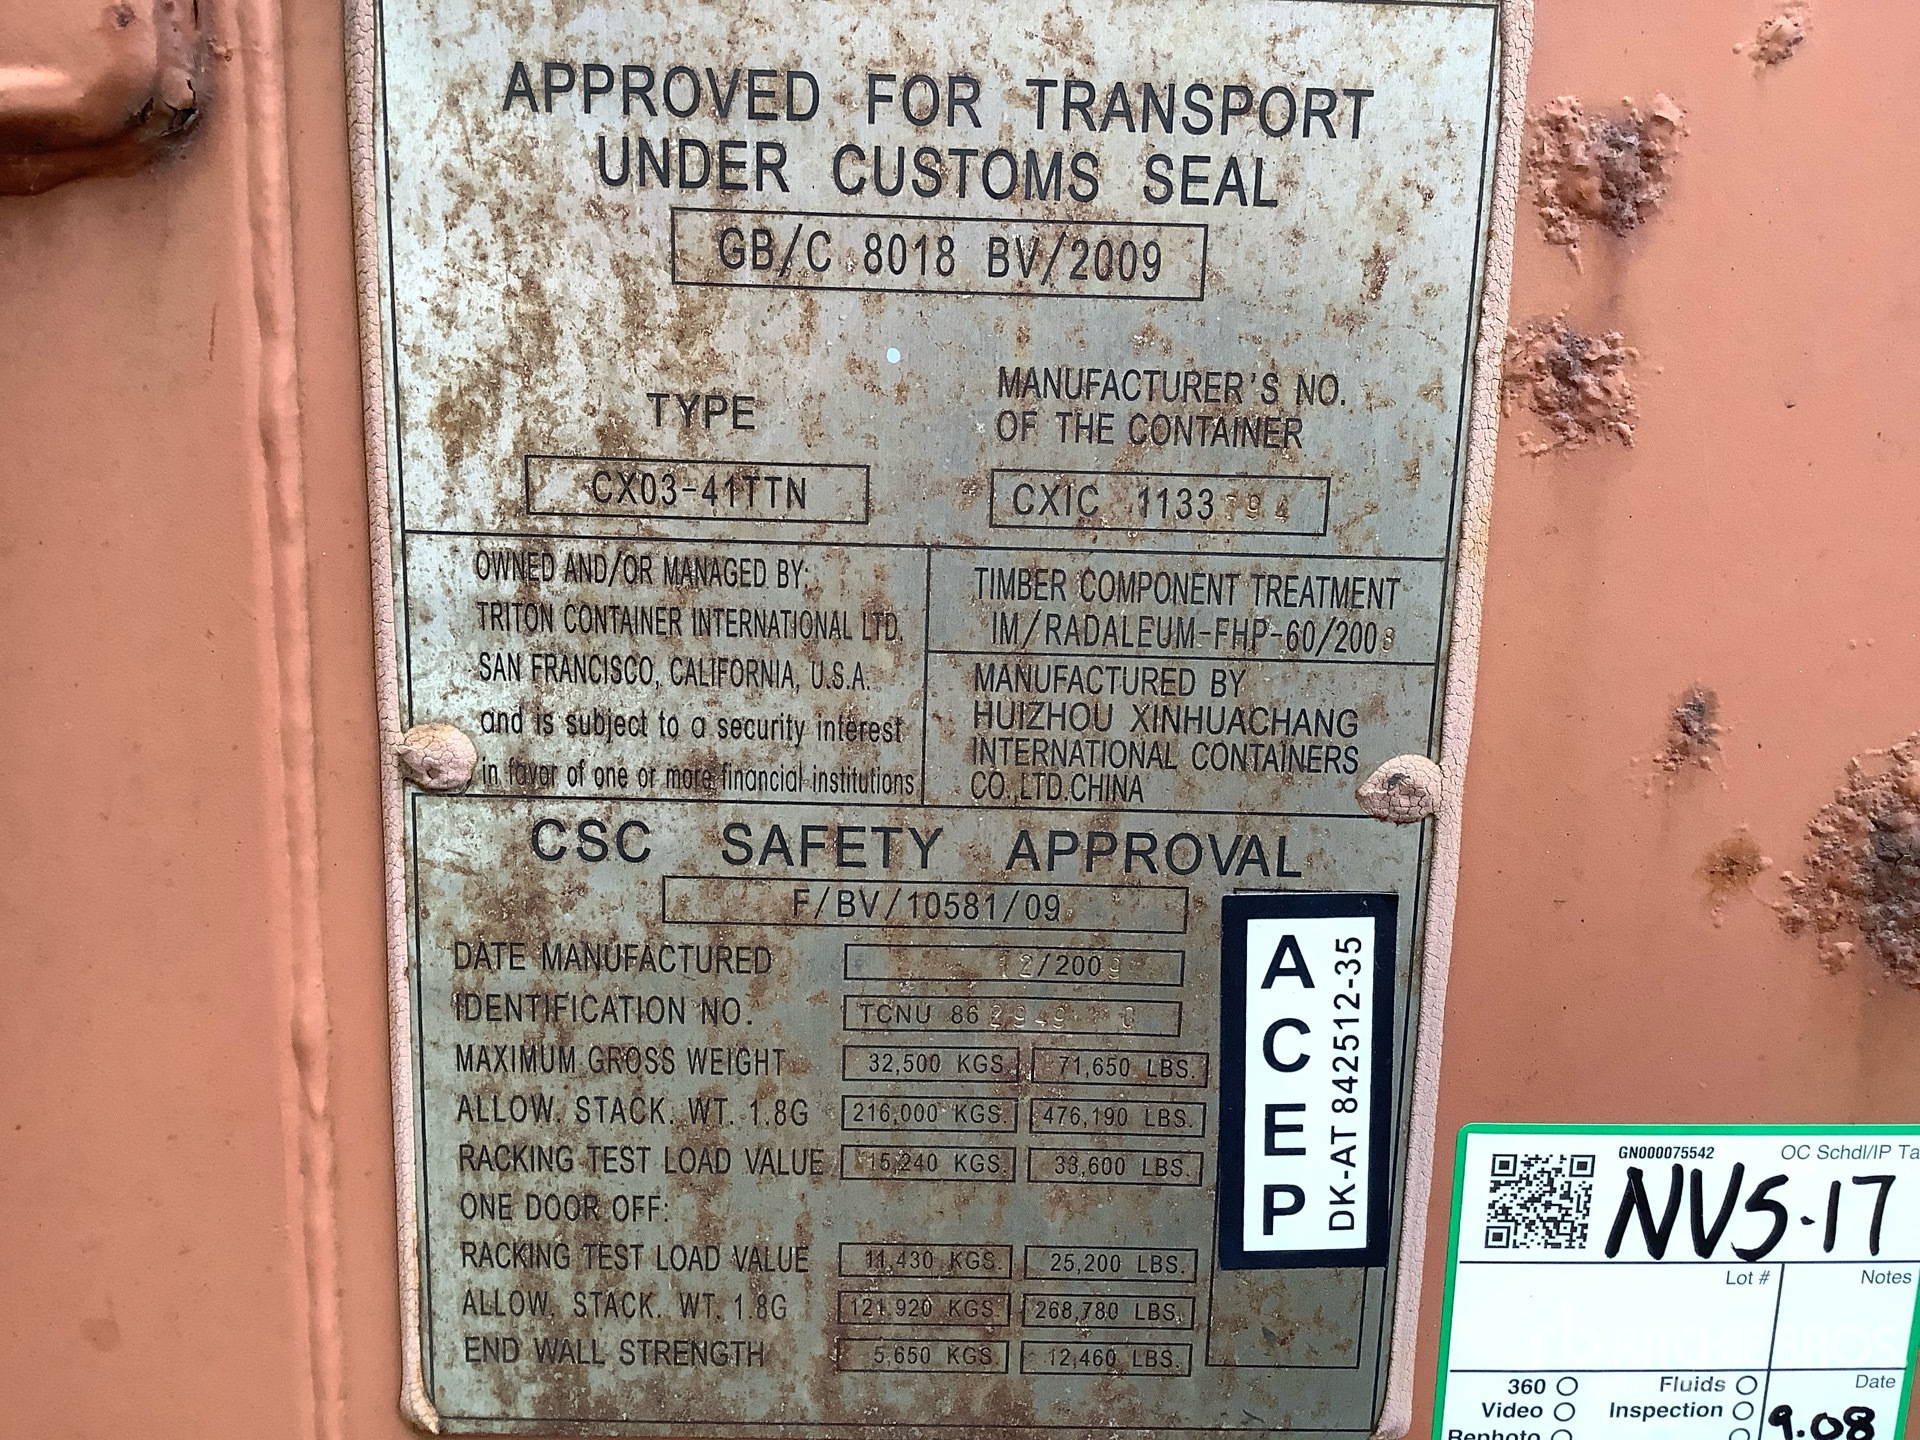 APPROVED FOR TRANSPORT
UNDER CUSTOMS SEAL
GB/C 8018 BV/2009
TYPE
CX03-41TTN
MANUFACTURER'S NO.
OF THE CONTAINER
CXIC 1133794
OWNED AND/OR MANAGED BY:
TRITON CONTAINER INTERNATIONAL LTD.
SAN FRANCISCO, CALIFORNIA, U.S.A.
and is subject to a security interest
in favor of one or more financial institutions
TIMBER COMPONENT TREATMENT
IM/RADALEUM-FHP-60/2008
MANUFACTURED BY
HUIZHOU XINHUACHANG
INTERNATIONAL CONTAINERS
CO.,LTD.CHINA
CSC SAFETY APPROVAL
F/BV/10581/09
DATE MANUFACTURED 12/2009
IDENTIFICATION NO. TCNU 86
MAXIMUM GROSS WEIGHT 32,500 KGS. 71,650 LBS.
ALLOW. STACK. WT. 1.8G 216,000 KGS. 476,190 LBS.
RACKING TEST LOAD VALUE 15,240 KGS. 33,600 LBS.
ONE DOOR OFF:
RACKING TEST LOAD VALUE 11,430 KGS. 25,200 LBS.
ALLOW. STACK. WT. 1.8G 121,920 KGS. 268,780 LBS.
END WALL STRENGTH 5,650 KGS. 12,460 LBS.
ACEP
DK-AT 842512-35
GN000075542 OC Schdl/IP Ta
NVS-17
Lot # Notes
360 Fluids Date
Video Inspection 9.08
Rephoto